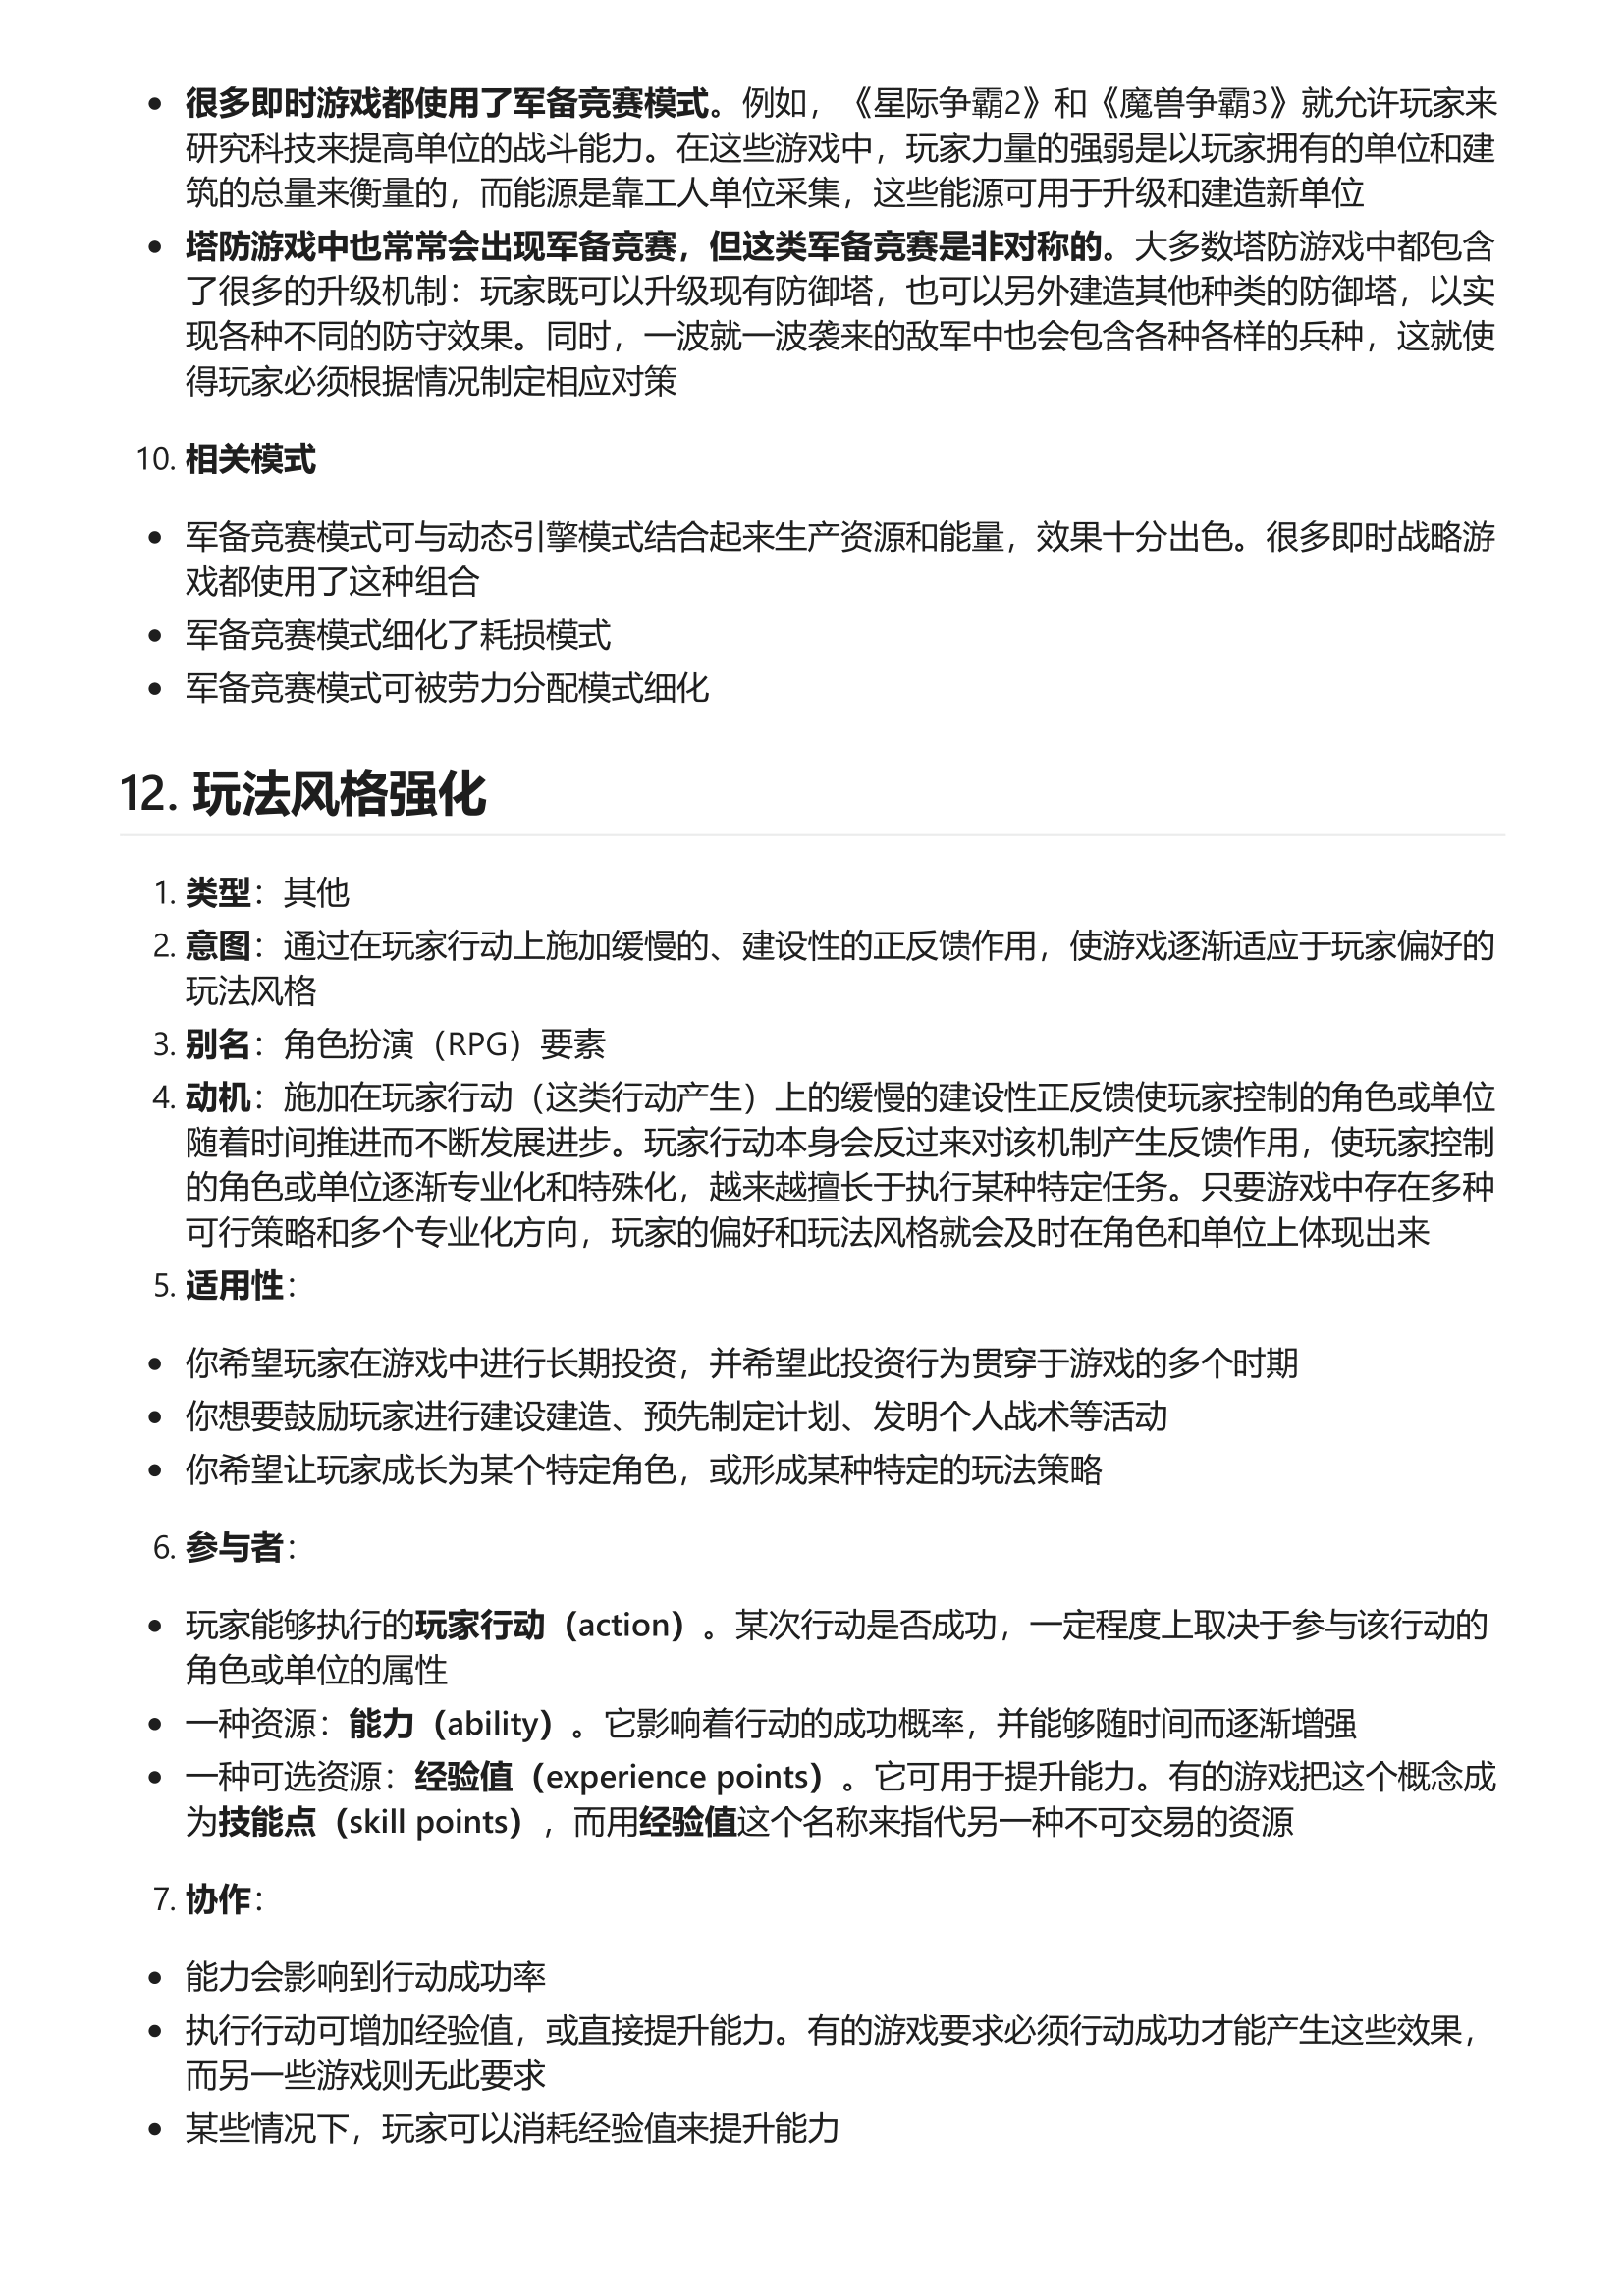 • 很多即时游戏都使用了军备竞赛模式。例如，《星际争霸2》和《魔兽争霸3》就允许玩家来
研究科技来提高单位的战斗能力。在这些游戏中，玩家力量的强弱是以玩家拥有的单位和建
筑的总量来衡量的，而能源是靠工人单位采集，这些能源可用于升级和建造新单位
• 塔防游戏中也常常会出现军备竞赛，但这类军备竞赛是非对称的。大多数塔防游戏中都包含
了很多的升级机制：玩家既可以升级现有防御塔，也可以另外建造其他种类的防御塔，以实
现各种不同的防守效果。同时，一波就一波袭来的敌军中也会包含各种各样的兵种，这就使
得玩家必须根据情况制定相应对策
10. 相关模式
• 军备竞赛模式可与动态引擎模式结合起来生产资源和能量，效果十分出色。很多即时战略游
戏都使用了这种组合
• 军备竞赛模式细化了耗损模式
• 军备竞赛模式可被劳力分配模式细化
12. 玩法风格强化
1. 类型：其他
2. 意图：通过在玩家行动上施加缓慢的、建设性的正反馈作用，使游戏逐渐适应于玩家偏好的
玩法风格
3. 别名：角色扮演（RPG）要素
4. 动机：施加在玩家行动（这类行动产生）上的缓慢的建设性正反馈使玩家控制的角色或单位
随着时间推进而不断发展进步。玩家行动本身会反过来对该机制产生反馈作用，使玩家控制
的角色或单位逐渐专业化和特殊化，越来越擅长于执行某种特定任务。只要游戏中存在多种
可行策略和多个专业化方向，玩家的偏好和玩法风格就会及时在角色和单位上体现出来
5. 适用性：
• 你希望玩家在游戏中进行长期投资，并希望此投资行为贯穿于游戏的多个时期
• 你想要鼓励玩家进行建设建造、预先制定计划、发明个人战术等活动
• 你希望让玩家成长为某个特定角色，或形成某种特定的玩法策略
6. 参与者：
• 玩家能够执行的玩家行动（action）。某次行动是否成功，一定程度上取决于参与该行动的
角色或单位的属性
• 一种资源：能力（ability）。它影响着行动的成功概率，并能够随时间而逐渐增强
• 一种可选资源：经验值（experience points）。它可用于提升能力。有的游戏把这个概念成
为技能点（skill points），而用经验值这个名称来指代另一种不可交易的资源
7. 协作：
• 能力会影响到行动成功率
• 执行行动可增加经验值，或直接提升能力。有的游戏要求必须行动成功才能产生这些效果，
而另一些游戏则无此要求
• 某些情况下，玩家可以消耗经验值来提升能力